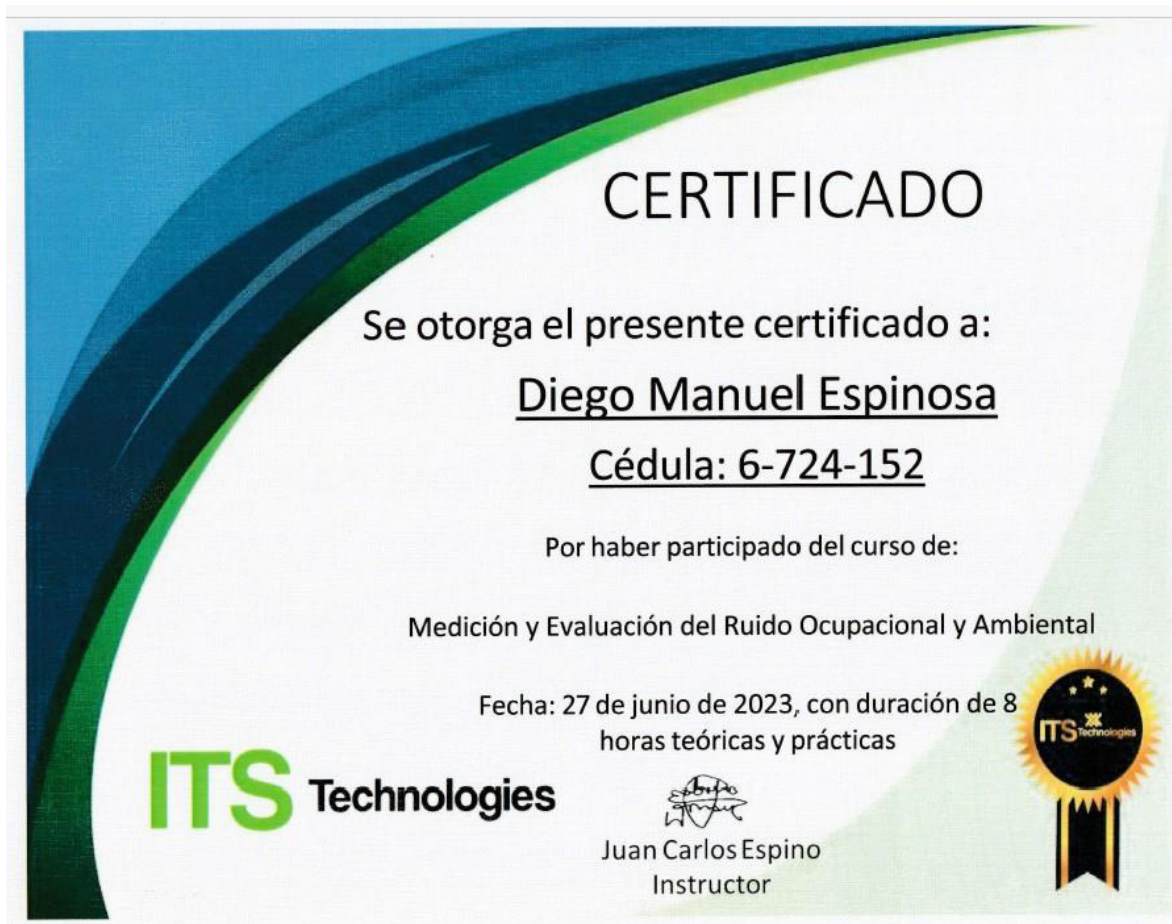 CERTIFICADO
Se otorga el presente certificado a:
Diego Manuel Espinosa
Cédula: 6-724-152
Por haber participado del curso de:
Medición y Evaluación del Ruido Ocupacional y Ambiental
Fecha: 27 de junio de 2023, con duración de 8
horas teóricas y prácticas
ITS Technologies
ITS Technologies
Juan Carlos Espino
Instructor